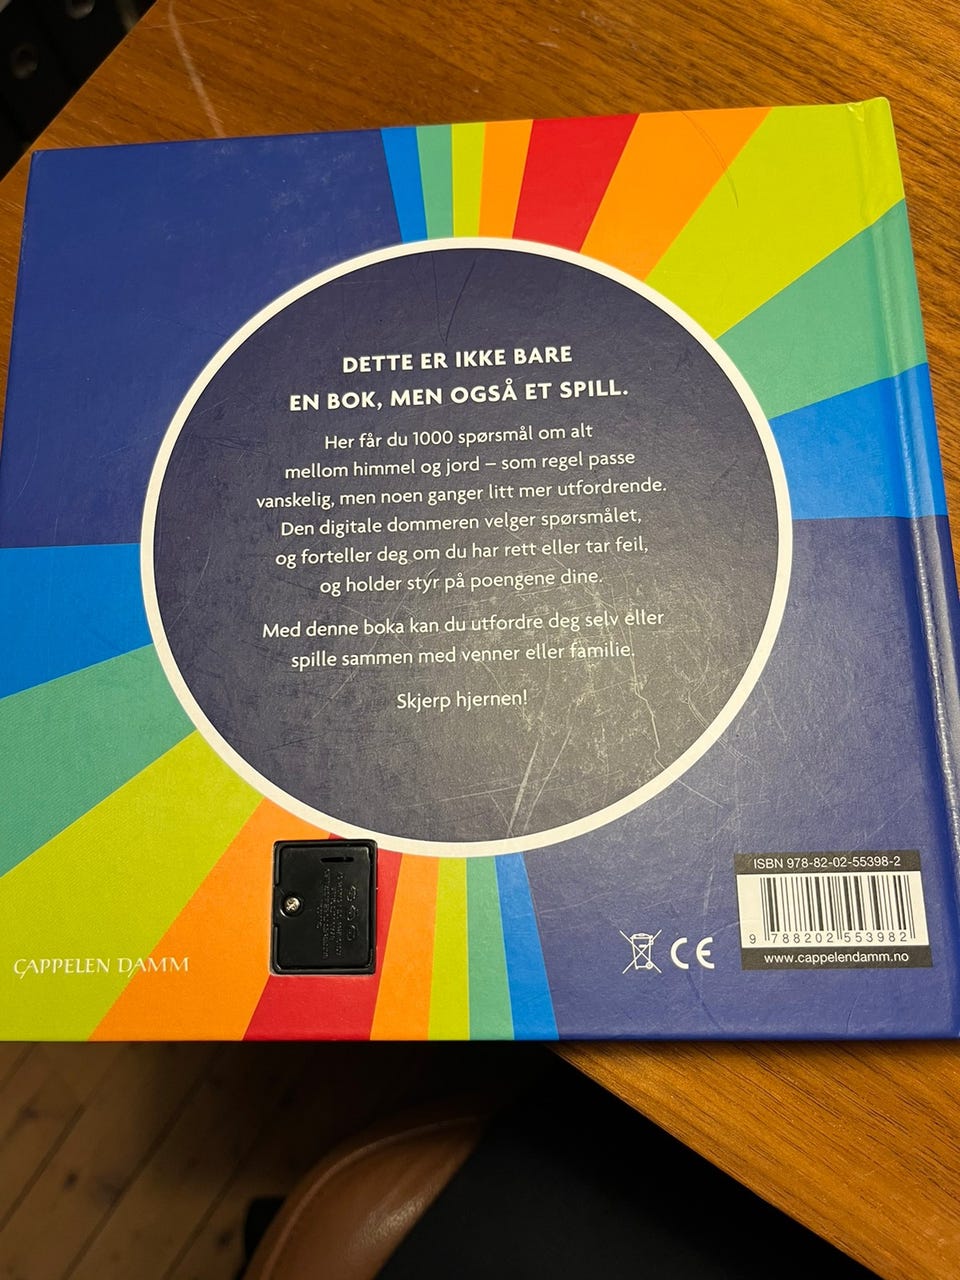 DETTE ER IKKE BARE
EN BOK, MEN OGSÅ ET SPILL.
Her får du 1000 spørsmål om alt
mellom himmel og jord – som regel passe
vanskelig, men noen ganger litt mer utfordrende.
Den digitale dommeren velger spørsmålet,
og forteller deg om du har rett eller tar feil,
og holder styr på poengene dine.
Med denne boka kan du utfordre deg selv eller
spille sammen med venner eller familie.
Skjerp hjernen!
CAPPELEN DAMM
CE
ISBN 978-82-02-55398-2
9 788202 553982
www.cappelendamm.no